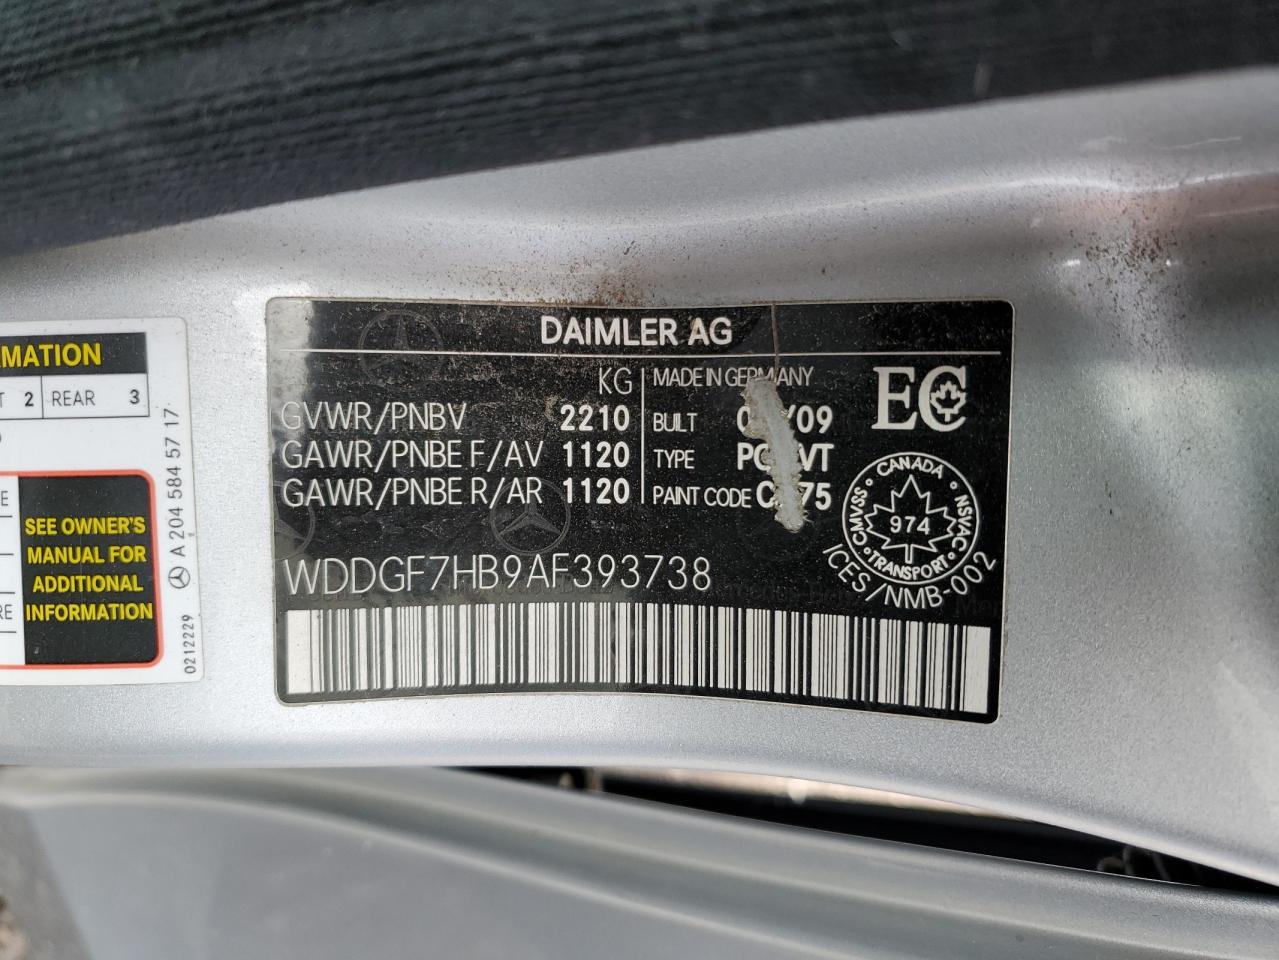 DAIMLER AG
KG
GVWR/PNBV 2210
GAWR/PNBE F/AV 1120
GAWR/PNBE R/AR 1120
MADE IN GERMANY
BUILT /09
TYPE
PAINT CODE
EC
CANADA
CMVSS
NSVAC
974
TRANSPORT
ICES/NMB-002
WDDGF7HB9AF393738
2 REAR 3
SEE OWNER'S
MANUAL FOR
ADDITIONAL
INFORMATION
A 204 584 57 17
0212229